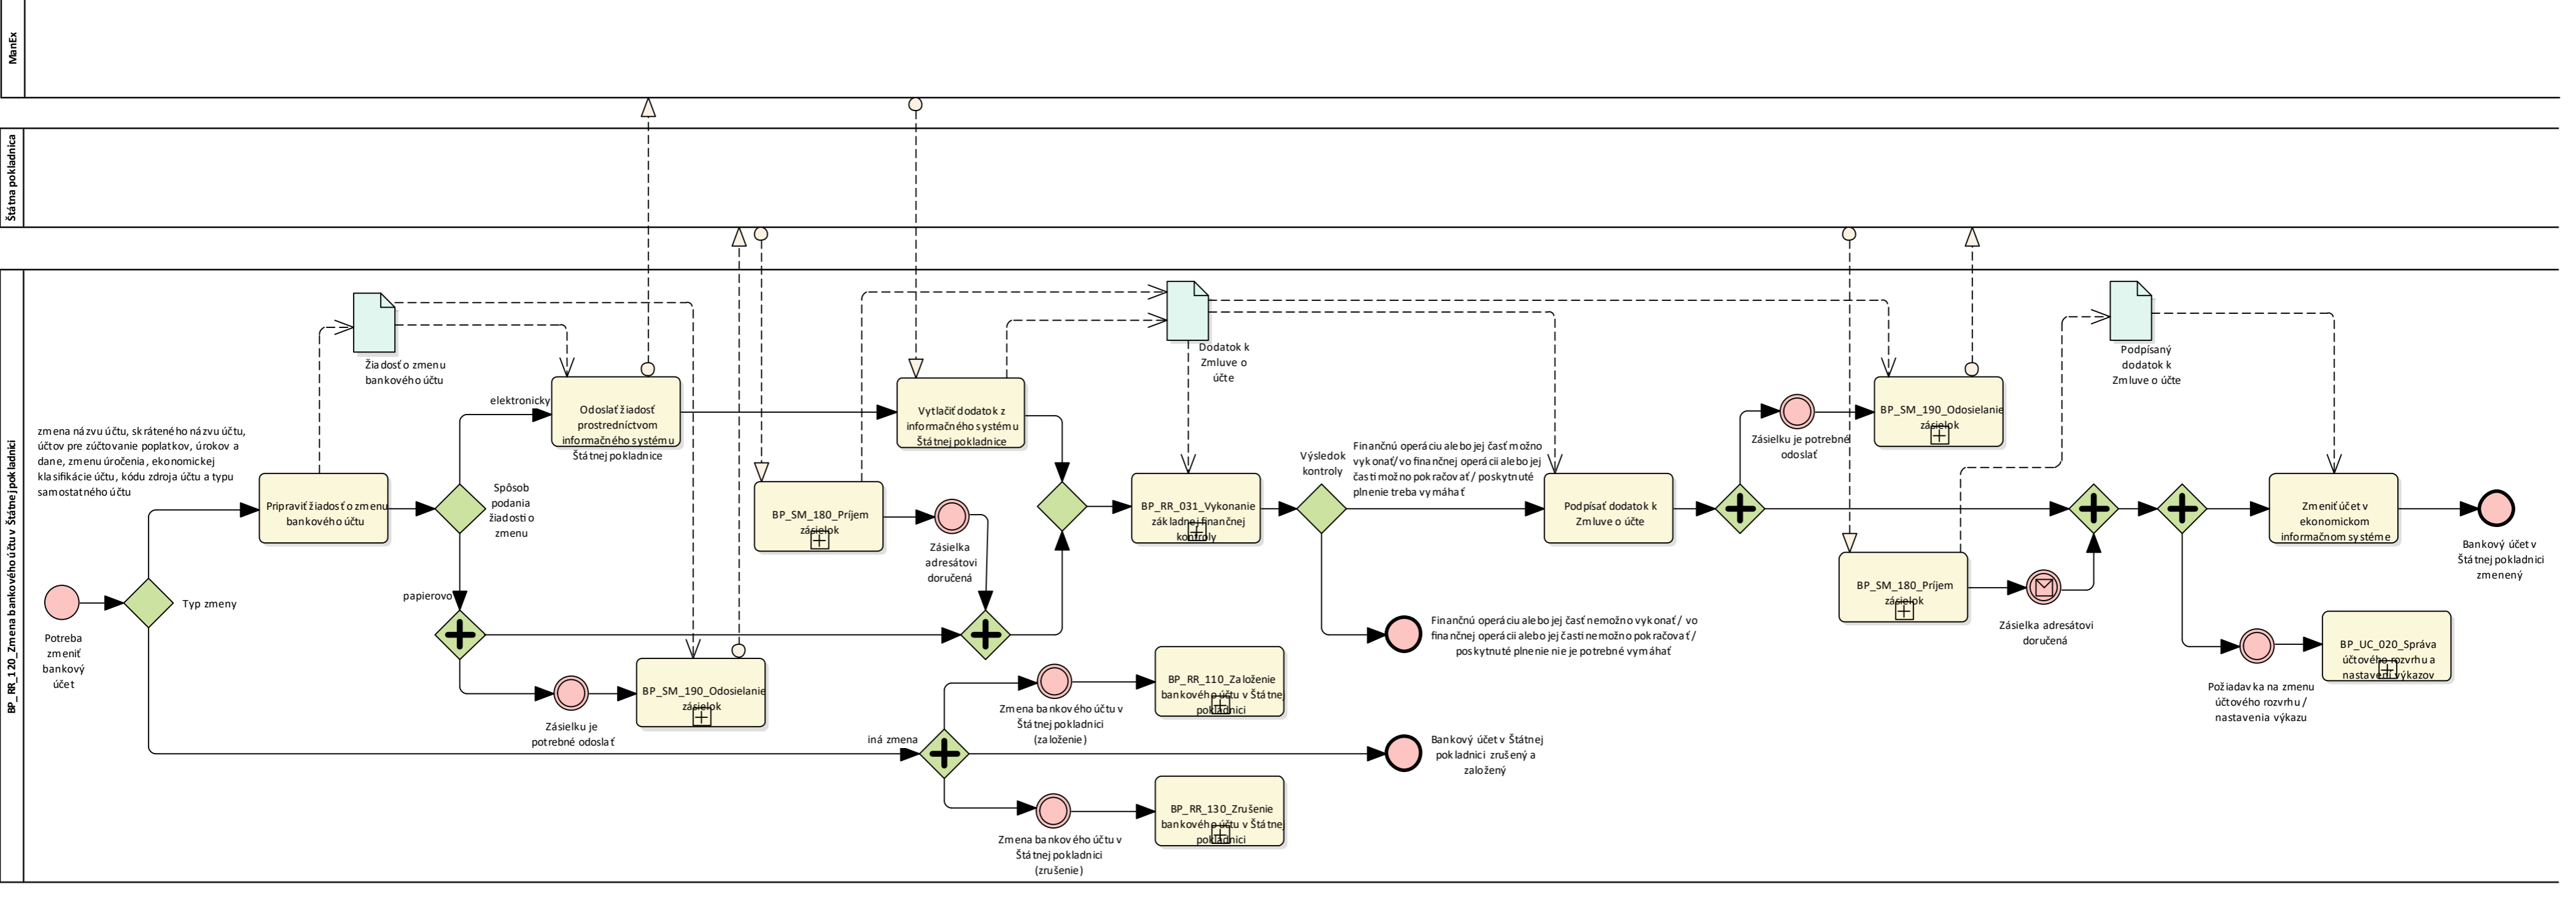 ManEx
Štátna pokladnica
BP_RR_120_Zmena bankového účtu v Štátnej pokladnici
Potreba
zmeniť
bankový
účet
Typ zmeny
zmena názvu účtu, skráteného názvu účtu,
účtov pre zúčtovanie poplatkov, úrokov a
dane, zmenu úročenia, ekonomickej
klasifikácie účtu, kódu zdroja účtu a typu
samostatného účtu
Pripraviť žiadosť o zmenu
bankového účtu
Žiadosť o zmenu
bankového účtu
Spôsob
podania
žiadosti o
zmenu
elektronicky
papierovo
Odoslať žiadosť
prostredníctvom
informačného systému
Štátnej pokladnice
Zásielku je
potrebné odoslať
BP_SM_190_Odosielanie
zásielok
BP_SM_180_Príjem
zásielok
Vytlačiť dodatok z
informačného systému
Štátnej pokladnice
Zásielka
adresátovi
doručená
iná zmena
Zmena bankového účtu v
Štátnej pokladnici
(založenie)
BP_RR_110_Založenie
bankového účtu v Štátnej
pokladnici
Zmena bankového účtu v
Štátnej pokladnici
(zrušenie)
BP_RR_130_Zrušenie
bankového účtu v Štátnej
pokladnici
Bankový účet v Štátnej
pokladnici zrušený a
založený
Dodatok k
Zmluve o
účte
BP_RR_031_Vykonanie
základnej finančnej
kontroly
Výsledok
kontroly
Finančnú operáciu alebo jej časť možno
vykonať/ vo finančnej operácii alebo jej
časti možno pokračovať / poskytnuté
plnenie treba vymáhať
Finančnú operáciu alebo jej časť nemožno vykonať / vo
finančnej operácii alebo jej časti nemožno pokračovať /
poskytnuté plnenie nie je potrebné vymáhať
Podpísať dodatok k
Zmluve o účte
Zásielku je potrebné
odoslať
BP_SM_190_Odosielanie
zásielok
BP_SM_180_Príjem
zásielok
Zásielka adresátovi
doručená
Podpísaný
dodatok k
Zmluve o účte
Požiadavka na zmenu
účtového rozvrhu /
nastavenia výkazu
BP_UC_020_Správa
účtového rozvrhu a
nastavení výkazov
Zmeniť účet v
ekonomickom
informačnom systéme
Bankový účet v
Štátnej pokladnici
zmenený